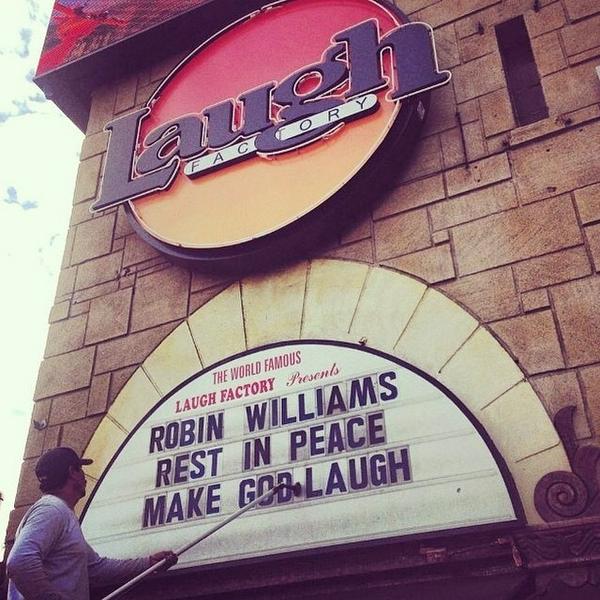 Laugh
FACTORY
THE WORLD FAMOUS
LAUGH FACTORY Presents
ROBIN WILLIAMS
REST IN PEACE
MAKE GOD LAUGH